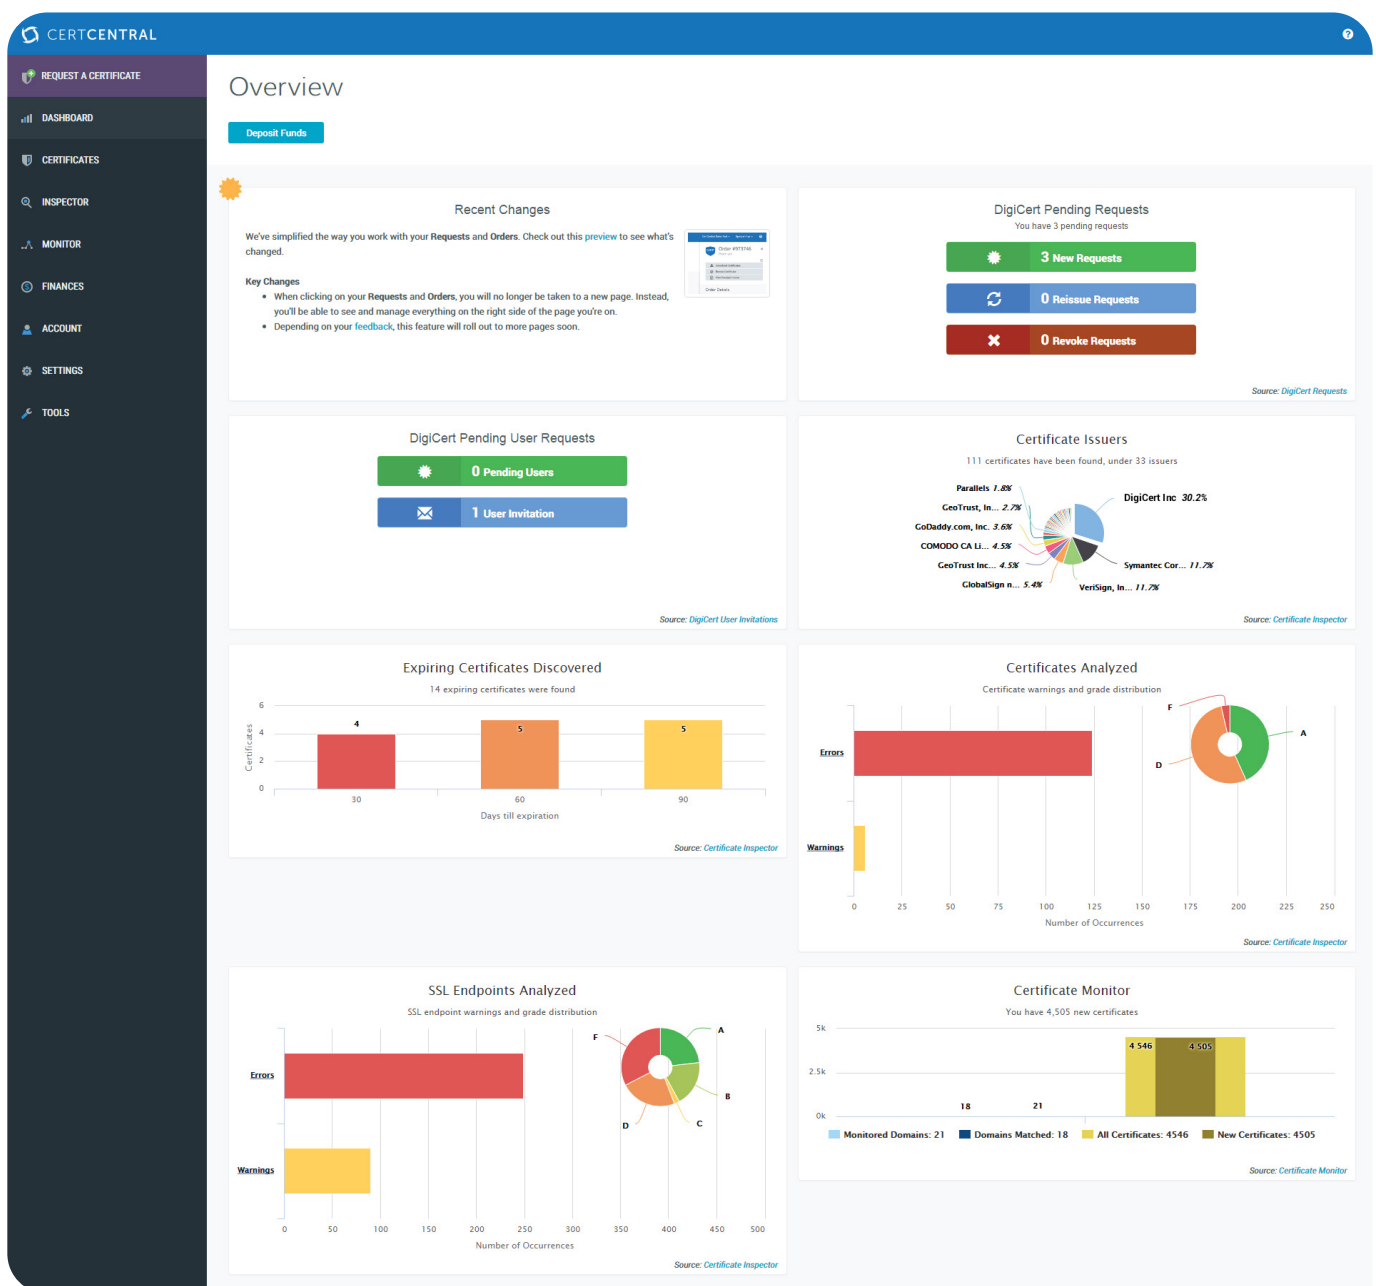 CERTCENTRAL
REQUEST A CERTIFICATE
DASHBOARD
CERTIFICATES
INSPECTOR
MONITOR
FINANCES
ACCOUNT
SETTINGS
TOOLS
Overview
Deposit Funds
Recent Changes
We've simplified the way you work with your Requests and Orders. Check out this preview to see what's
changed.
Key Changes
When clicking on your Requests and Orders, you will no longer be taken to a new page. Instead,
you'll be able to see and manage everything on the right side of the page you're on.
Depending on your feedback, this feature will roll out to more pages soon.
Order Details
DigiCert Pending Requests
You have 3 pending requests
3 New Requests
0 Reissue Requests
0 Revoke Requests
Source: DigiCert Requests
DigiCert Pending User Requests
0 Pending Users
1 User Invitation
Source: DigiCert User Invitations
Certificate Issuers
111 certificates have been found, under 33 issuers
Parallels 1.8%
DigiCert Inc 30.2%
GeoTrust, In... 2.7%
GoDaddy.com, Inc. 3.6%
COMODO CA Li... 4.5%
GeoTrust Inc... 4.5%
Symantec Cor... 11.7%
GlobalSign n... 5.4%
VeriSign, In... 11.7%
Source: Certificate Inspector
Expiring Certificates Discovered
14 expiring certificates were found
Certificates
6
4
2
0
4
5
5
30
60
90
Days till expiration
Source: Certificate Inspector
Certificates Analyzed
Certificate warnings and grade distribution
F
A
D
Errors
Warnings
0 25 50 75 100 125 150 175 200 225 250
Number of Occurrences
Source: Certificate Inspector
SSL Endpoints Analyzed
SSL endpoint warnings and grade distribution
F
A
B
C
D
Errors
Warnings
0 50 100 150 200 250 300 350 400 450 500
Number of Occurrences
Source: Certificate Inspector
Certificate Monitor
You have 4,505 new certificates
5k
2.5k
0k
18
21
4 546
4 505
Monitored Domains: 21 Domains Matched: 18 All Certificates: 4546 New Certificates: 4505
Source: Certificate Monitor